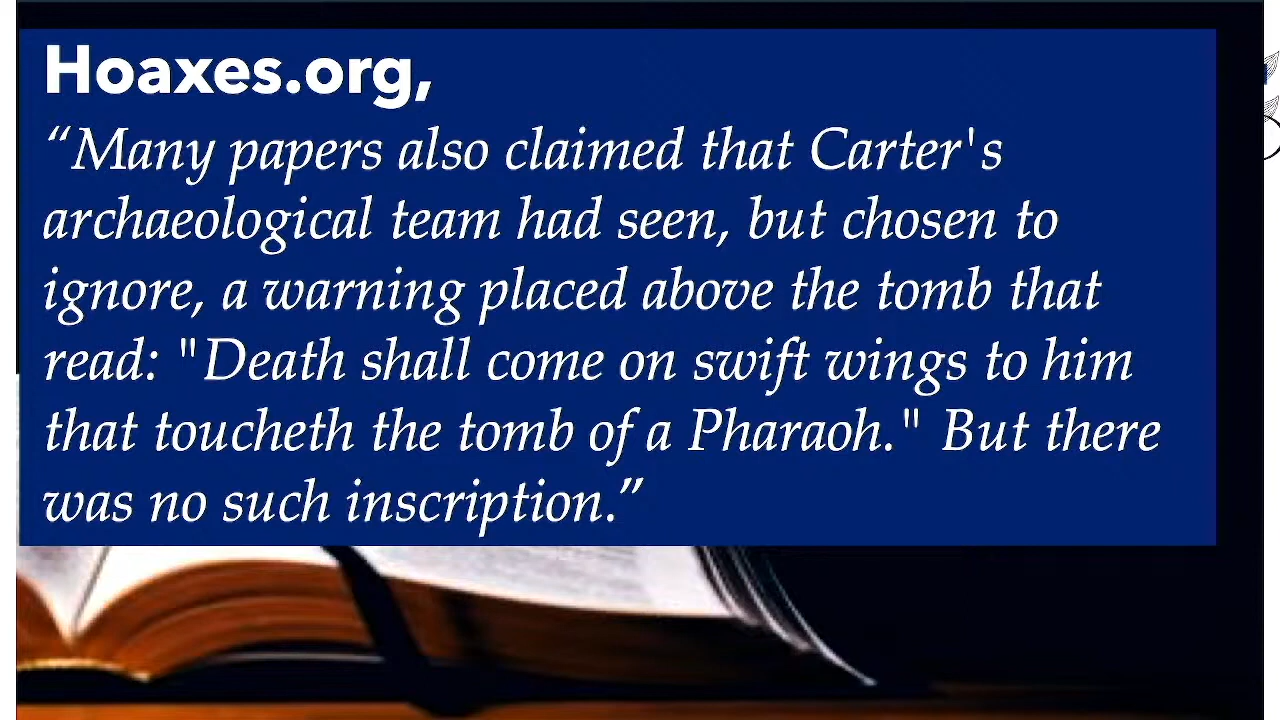 Hoaxes.org,
“Many papers also claimed that Carter's
archaeological team had seen, but chosen to
ignore, a warning placed above the tomb that
read: "Death shall come on swift wings to him
that toucheth the tomb of a Pharaoh." But there
was no such inscription.”